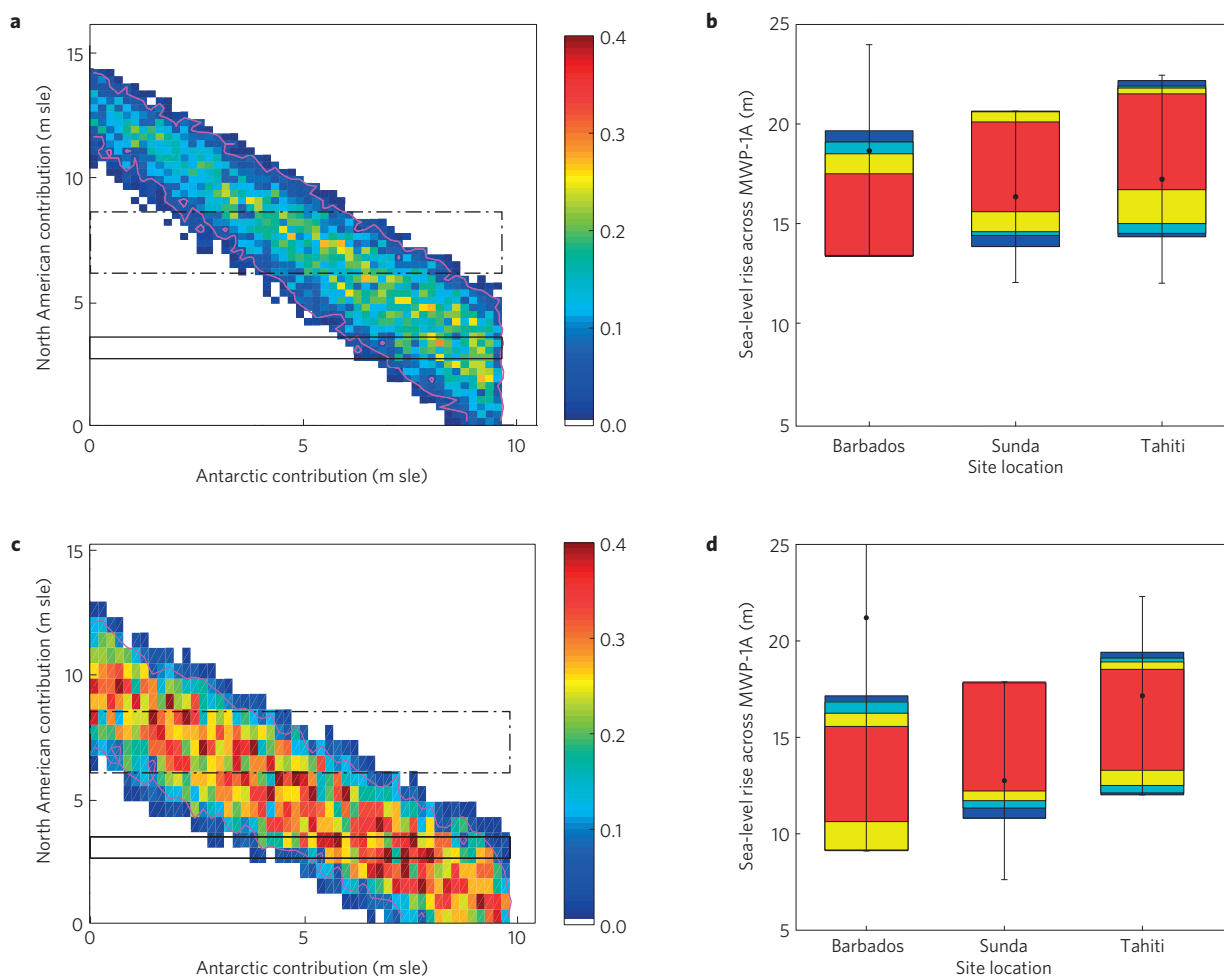 a
15
10
5
0
0
5
10
North American contribution (m sle)
Antarctic contribution (m sle)
0.4
0.3
0.2
0.1
0.0
b
25
20
15
10
5
Sea-level rise across MWP-1A (m)
Barbados
Sunda
Tahiti
Site location
c
15
10
5
0
0
5
10
North American contribution (m sle)
Antarctic contribution (m sle)
0.4
0.3
0.2
0.1
0.0
d
25
20
15
10
5
Sea-level rise across MWP-1A (m)
Barbados
Sunda
Tahiti
Site location